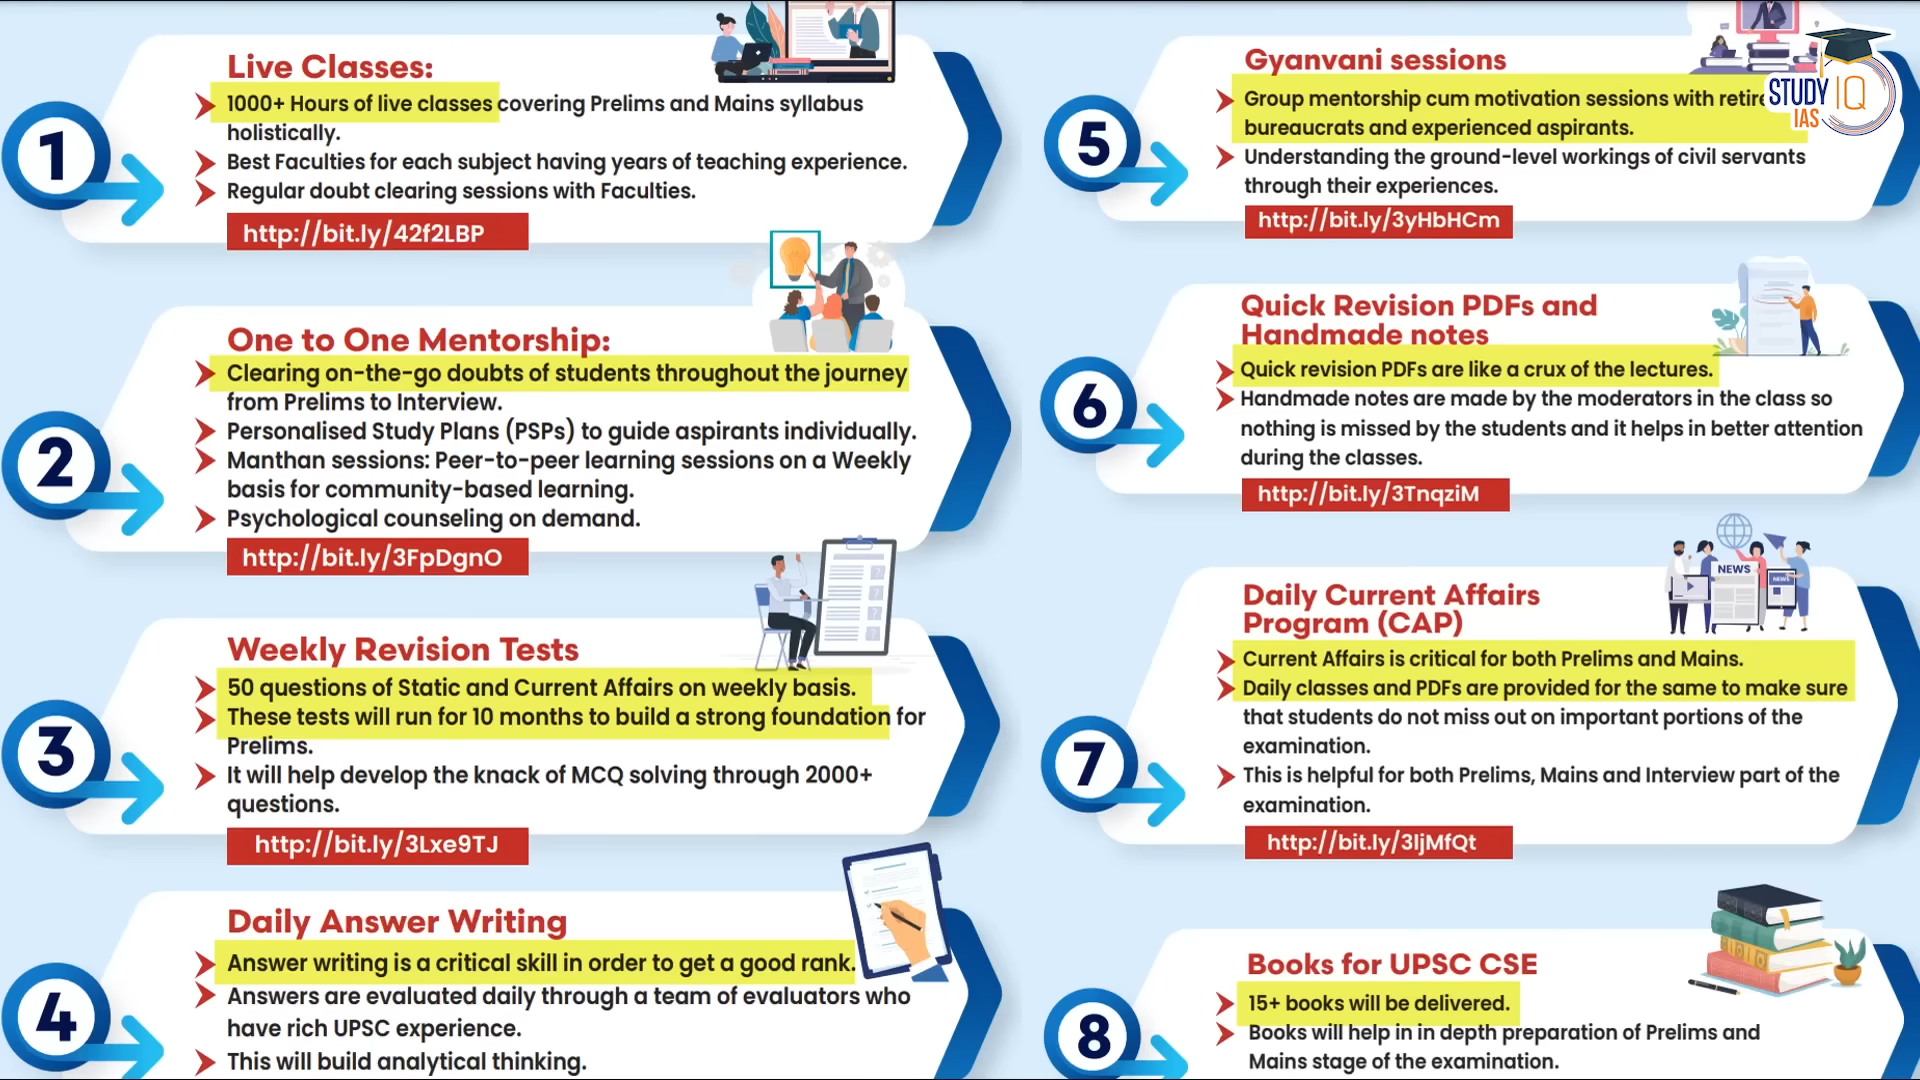 1
Live Classes:
1000+ Hours of live classes covering Prelims and Mains syllabus
holistically.
Best Faculties for each subject having years of teaching experience.
Regular doubt clearing sessions with Faculties.
http://bit.ly/42f2LBP
2
One to One Mentorship:
Clearing on-the-go doubts of students throughout the journey
from Prelims to Interview.
Personalised Study Plans (PSPs) to guide aspirants individually.
Manthan sessions: Peer-to-peer learning sessions on a Weekly
basis for community-based learning.
Psychological counseling on demand.
http://bit.ly/3FpDgnO
3
Weekly Revision Tests
50 questions of Static and Current Affairs on weekly basis.
These tests will run for 10 months to build a strong foundation for
Prelims.
It will help develop the knack of MCQ solving through 2000+
questions.
http://bit.ly/3Lxe9TJ
4
Daily Answer Writing
Answer writing is a critical skill in order to get a good rank.
Answers are evaluated daily through a team of evaluators who
have rich UPSC experience.
This will build analytical thinking.
5
Gyanvani sessions
Group mentorship cum motivation sessions with retire
bureaucrats and experienced aspirants.
Understanding the ground-level workings of civil servants
through their experiences.
http://bit.ly/3yHbHCm
STUDY IQ
IAS
6
Quick Revision PDFs and
Handmade notes
Quick revision PDFs are like a crux of the lectures.
Handmade notes are made by the moderators in the class so
nothing is missed by the students and it helps in better attention
during the classes.
http://bit.ly/3TnqziM
7
NEWS
NEWS
Daily Current Affairs
Program (CAP)
Current Affairs is critical for both Prelims and Mains.
Daily classes and PDFs are provided for the same to make sure
that students do not miss out on important portions of the
examination.
This is helpful for both Prelims, Mains and Interview part of the
examination.
http://bit.ly/3ljMfQt
8
Books for UPSC CSE
15+ books will be delivered.
Books will help in in depth preparation of Prelims and
Mains stage of the examination.